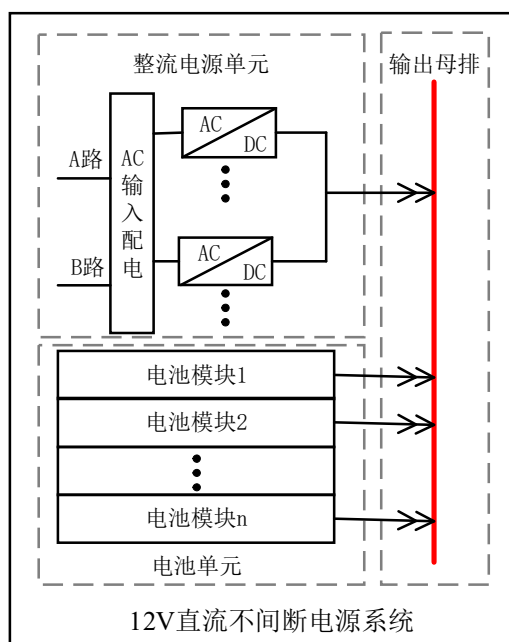 整流电源单元
输出母排
A路
B路
AC
输
入
配
电
AC
DC
AC
DC
电池模块1
电池模块2
电池模块n
电池单元
12V直流不间断电源系统